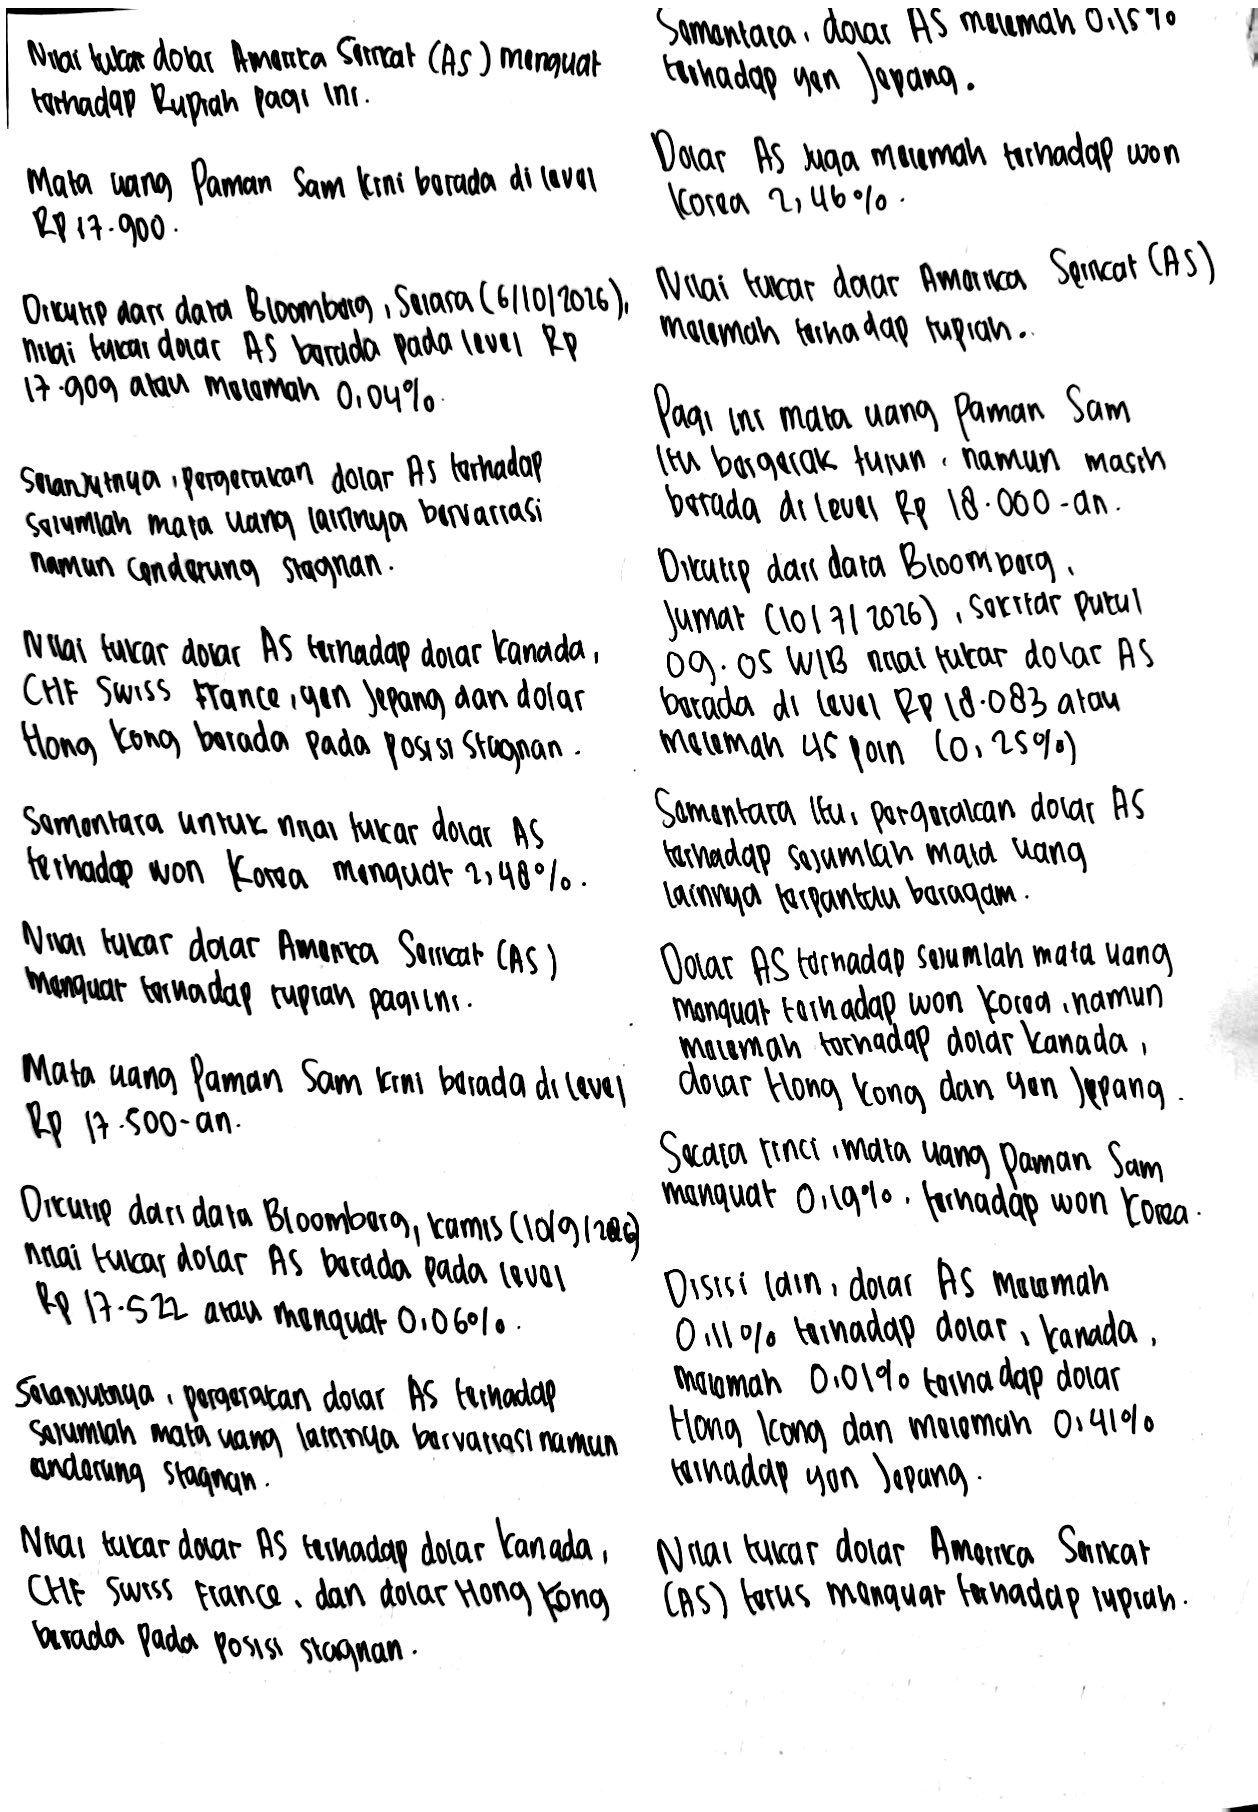 Nilai tukar dolar Amerika Serikat (AS) menguat
terhadap Rupiah pagi ini.
Mata uang Paman Sam kini berada di level
Rp 17.900.
Dikutip dari data Bloomberg, Selasa (6/10/2026),
nilai tukar dolar AS berada pada level Rp
17.909 atau melemah 0,04%.
Selanjutnya, pergerakan dolar AS terhadap
sejumlah mata uang lainnya bervariasi
namun cenderung stagnan.
Nilai tukar dolar AS terhadap dolar Kanada,
CHF Swiss France, yen Jepang dan dolar
Hong Kong berada pada posisi stagnan.
Sementara untuk nilai tukar dolar AS
terhadap won Korea menguat 2,48%.
Nilai tukar dolar Amerika Serikat (AS)
menguat terhadap rupiah pagi ini.
Mata uang Paman Sam kini berada di level
Rp 17.500-an.
Dikutip dari data Bloomberg, Kamis (10/9/2026)
nilai tukar dolar AS berada pada level
Rp 17.522 atau menguat 0,06%.
Selanjutnya, pergerakan dolar AS terhadap
sejumlah mata uang lainnya bervariasi namun
cenderung stagnan.
Nilai tukar dolar AS terhadap dolar Kanada,
CHF Swiss France, dan dolar Hong Kong
berada pada posisi stagnan.
Sementara, dolar AS melemah 0,15%
terhadap yen Jepang.
Dolar AS juga melemah terhadap won
Korea 2,46%.
Nilai tukar dolar Amerika Serikat (AS)
melemah terhadap rupiah..
Pagi ini mata uang Paman Sam
itu bergerak turun, namun masih
berada di level Rp 18.000-an.
Dikutip dari data Bloomberg,
Jumat (10/7/2026), sekitar pukul
09.05 WIB nilai tukar dolar AS
berada di level Rp 18.083 atau
melemah 45 poin (0,25%)
Sementara itu, pergerakan dolar AS
terhadap sejumlah mata uang
lainnya terpantau beragam.
Dolar AS terhadap sejumlah mata uang
menguat terhadap won Korea, namun
melemah terhadap dolar Kanada,
dolar Hong Kong dan yen Jepang.
Secara rinci, mata uang Paman Sam
menguat 0,19%. terhadap won Korea.
Disisi lain, dolar AS melemah
0,11% terhadap dolar, Kanada,
melemah 0,01% terhadap dolar
Hong Kong dan melemah 0,41%
terhadap yen Jepang.
Nilai tukar dolar Amerika Serikat
(AS) terus menguat terhadap rupiah.